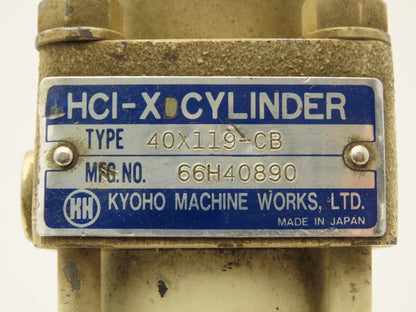 HCI-X CYLINDER
TYPE 40X119-CB
MFG.NO. 66H40890
KH KYOHO MACHINE WORKS, LTD.
MADE IN JAPAN